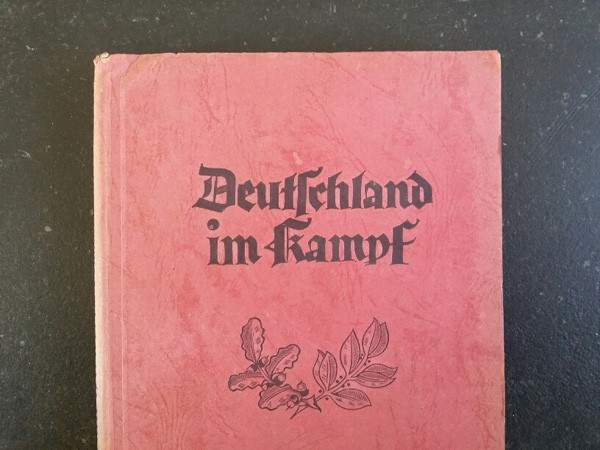 Deutſchland
im Kampf